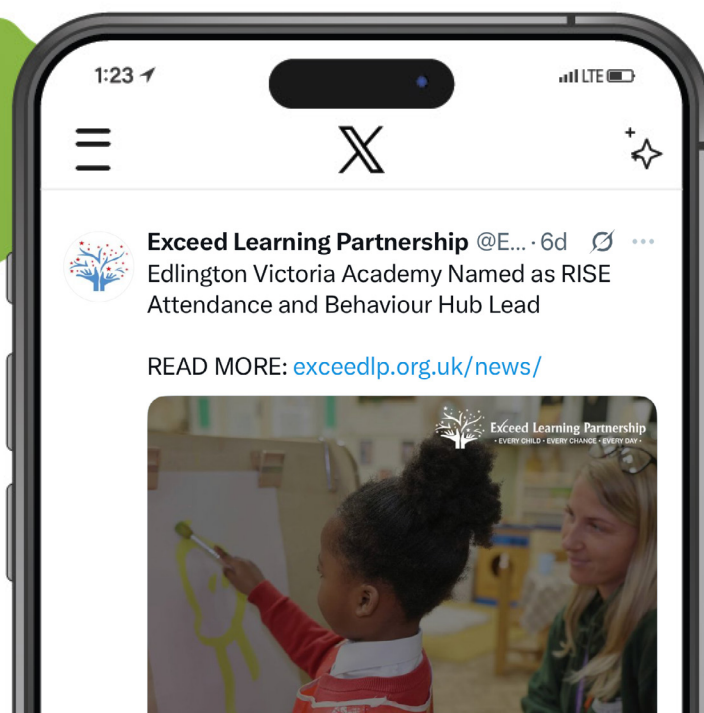 1:23
LTE
Exceed Learning Partnership @E... · 6d
Edlington Victoria Academy Named as RISE
Attendance and Behaviour Hub Lead
READ MORE: exceedlp.org.uk/news/
Exceed Learning Partnership
• EVERY CHILD • EVERY CHANCE • EVERY DAY •